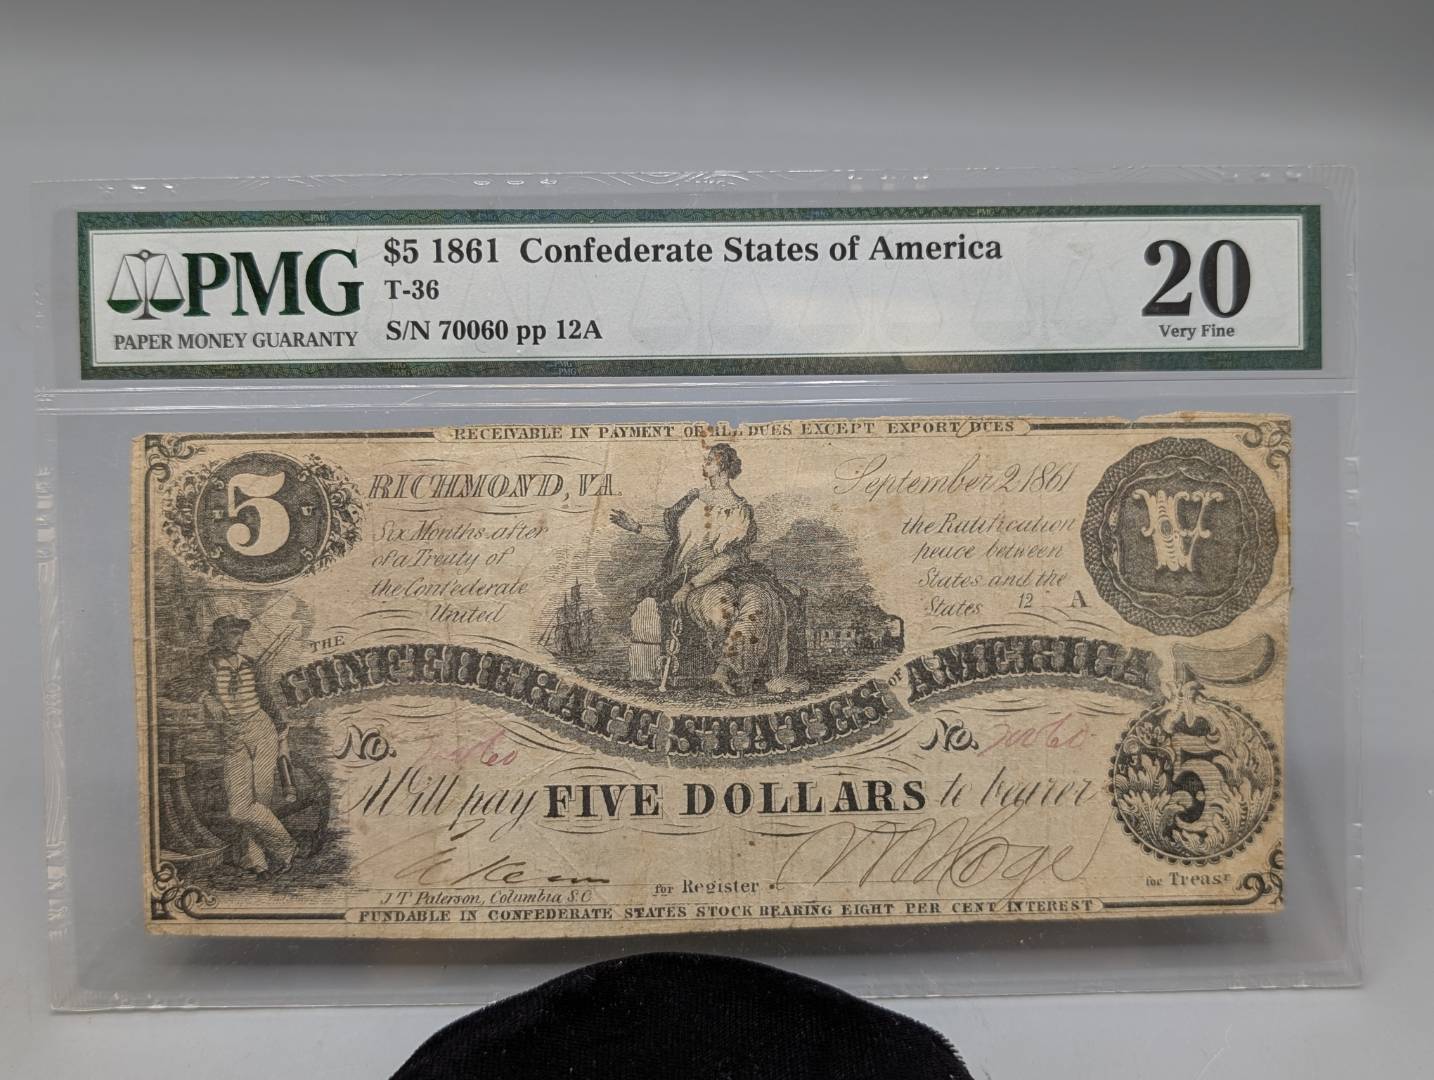 PMG
PAPER MONEY GUARANTY
$5 1861 Confederate States of America
T-36
S/N 70060 pp 12A
20
Very Fine
RECEIVABLE IN PAYMENT OF ALL DUES EXCEPT EXPORT DUES
5
RICHMOND, VA.
September 2 1861
Six Months after the Ratification
of a Treaty of peace between
the Confederate States and the
United States 12 A
THE
CONFEDERATE STATES OF AMERICA
No. 70060 No. 70060
Will pay FIVE DOLLARS to bearer
5
for Register
for Treasr
J T Paterson, Columbia S.C
FUNDABLE IN CONFEDERATE STATES STOCK BEARING EIGHT PER CENT INTEREST